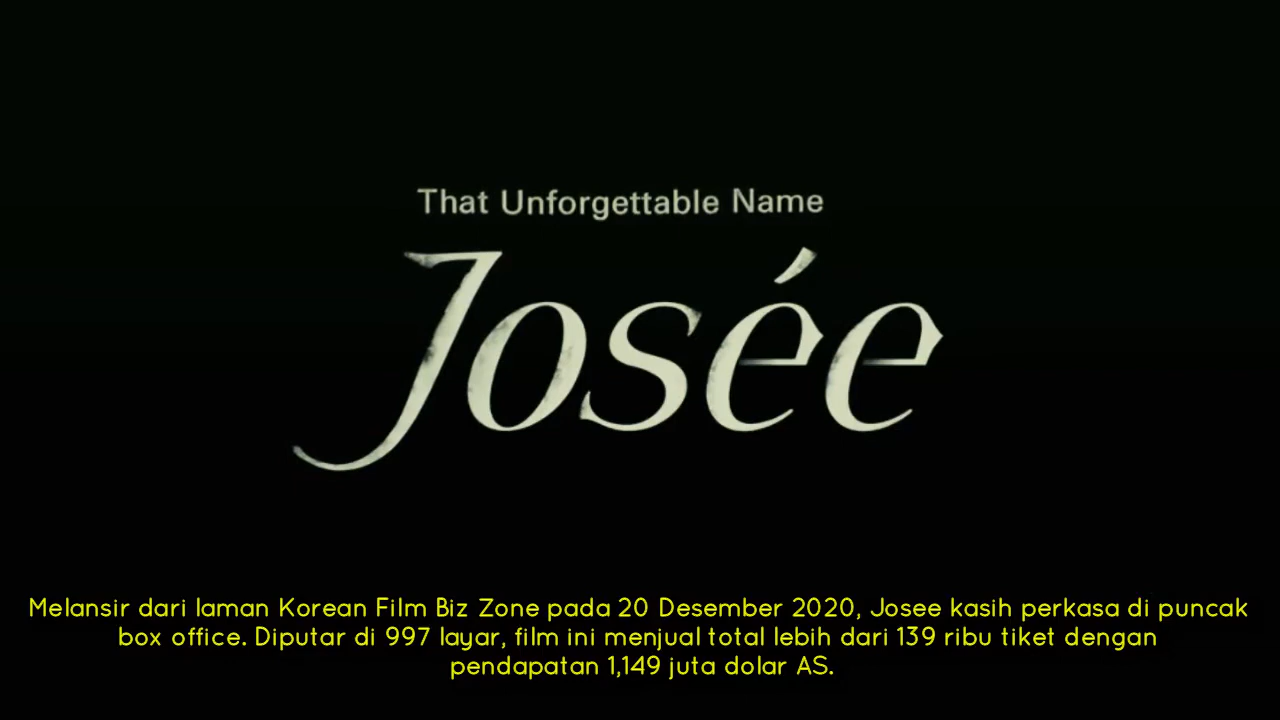 That Unforgettable Name
Josée
Melansir dari laman Korean Film Biz Zone pada 20 Desember 2020, Josee kasih perkasa di puncak
box office. Diputar di 997 layar, film ini menjual total lebih dari 139 ribu tiket dengan
pendapatan 1,149 juta dolar AS.